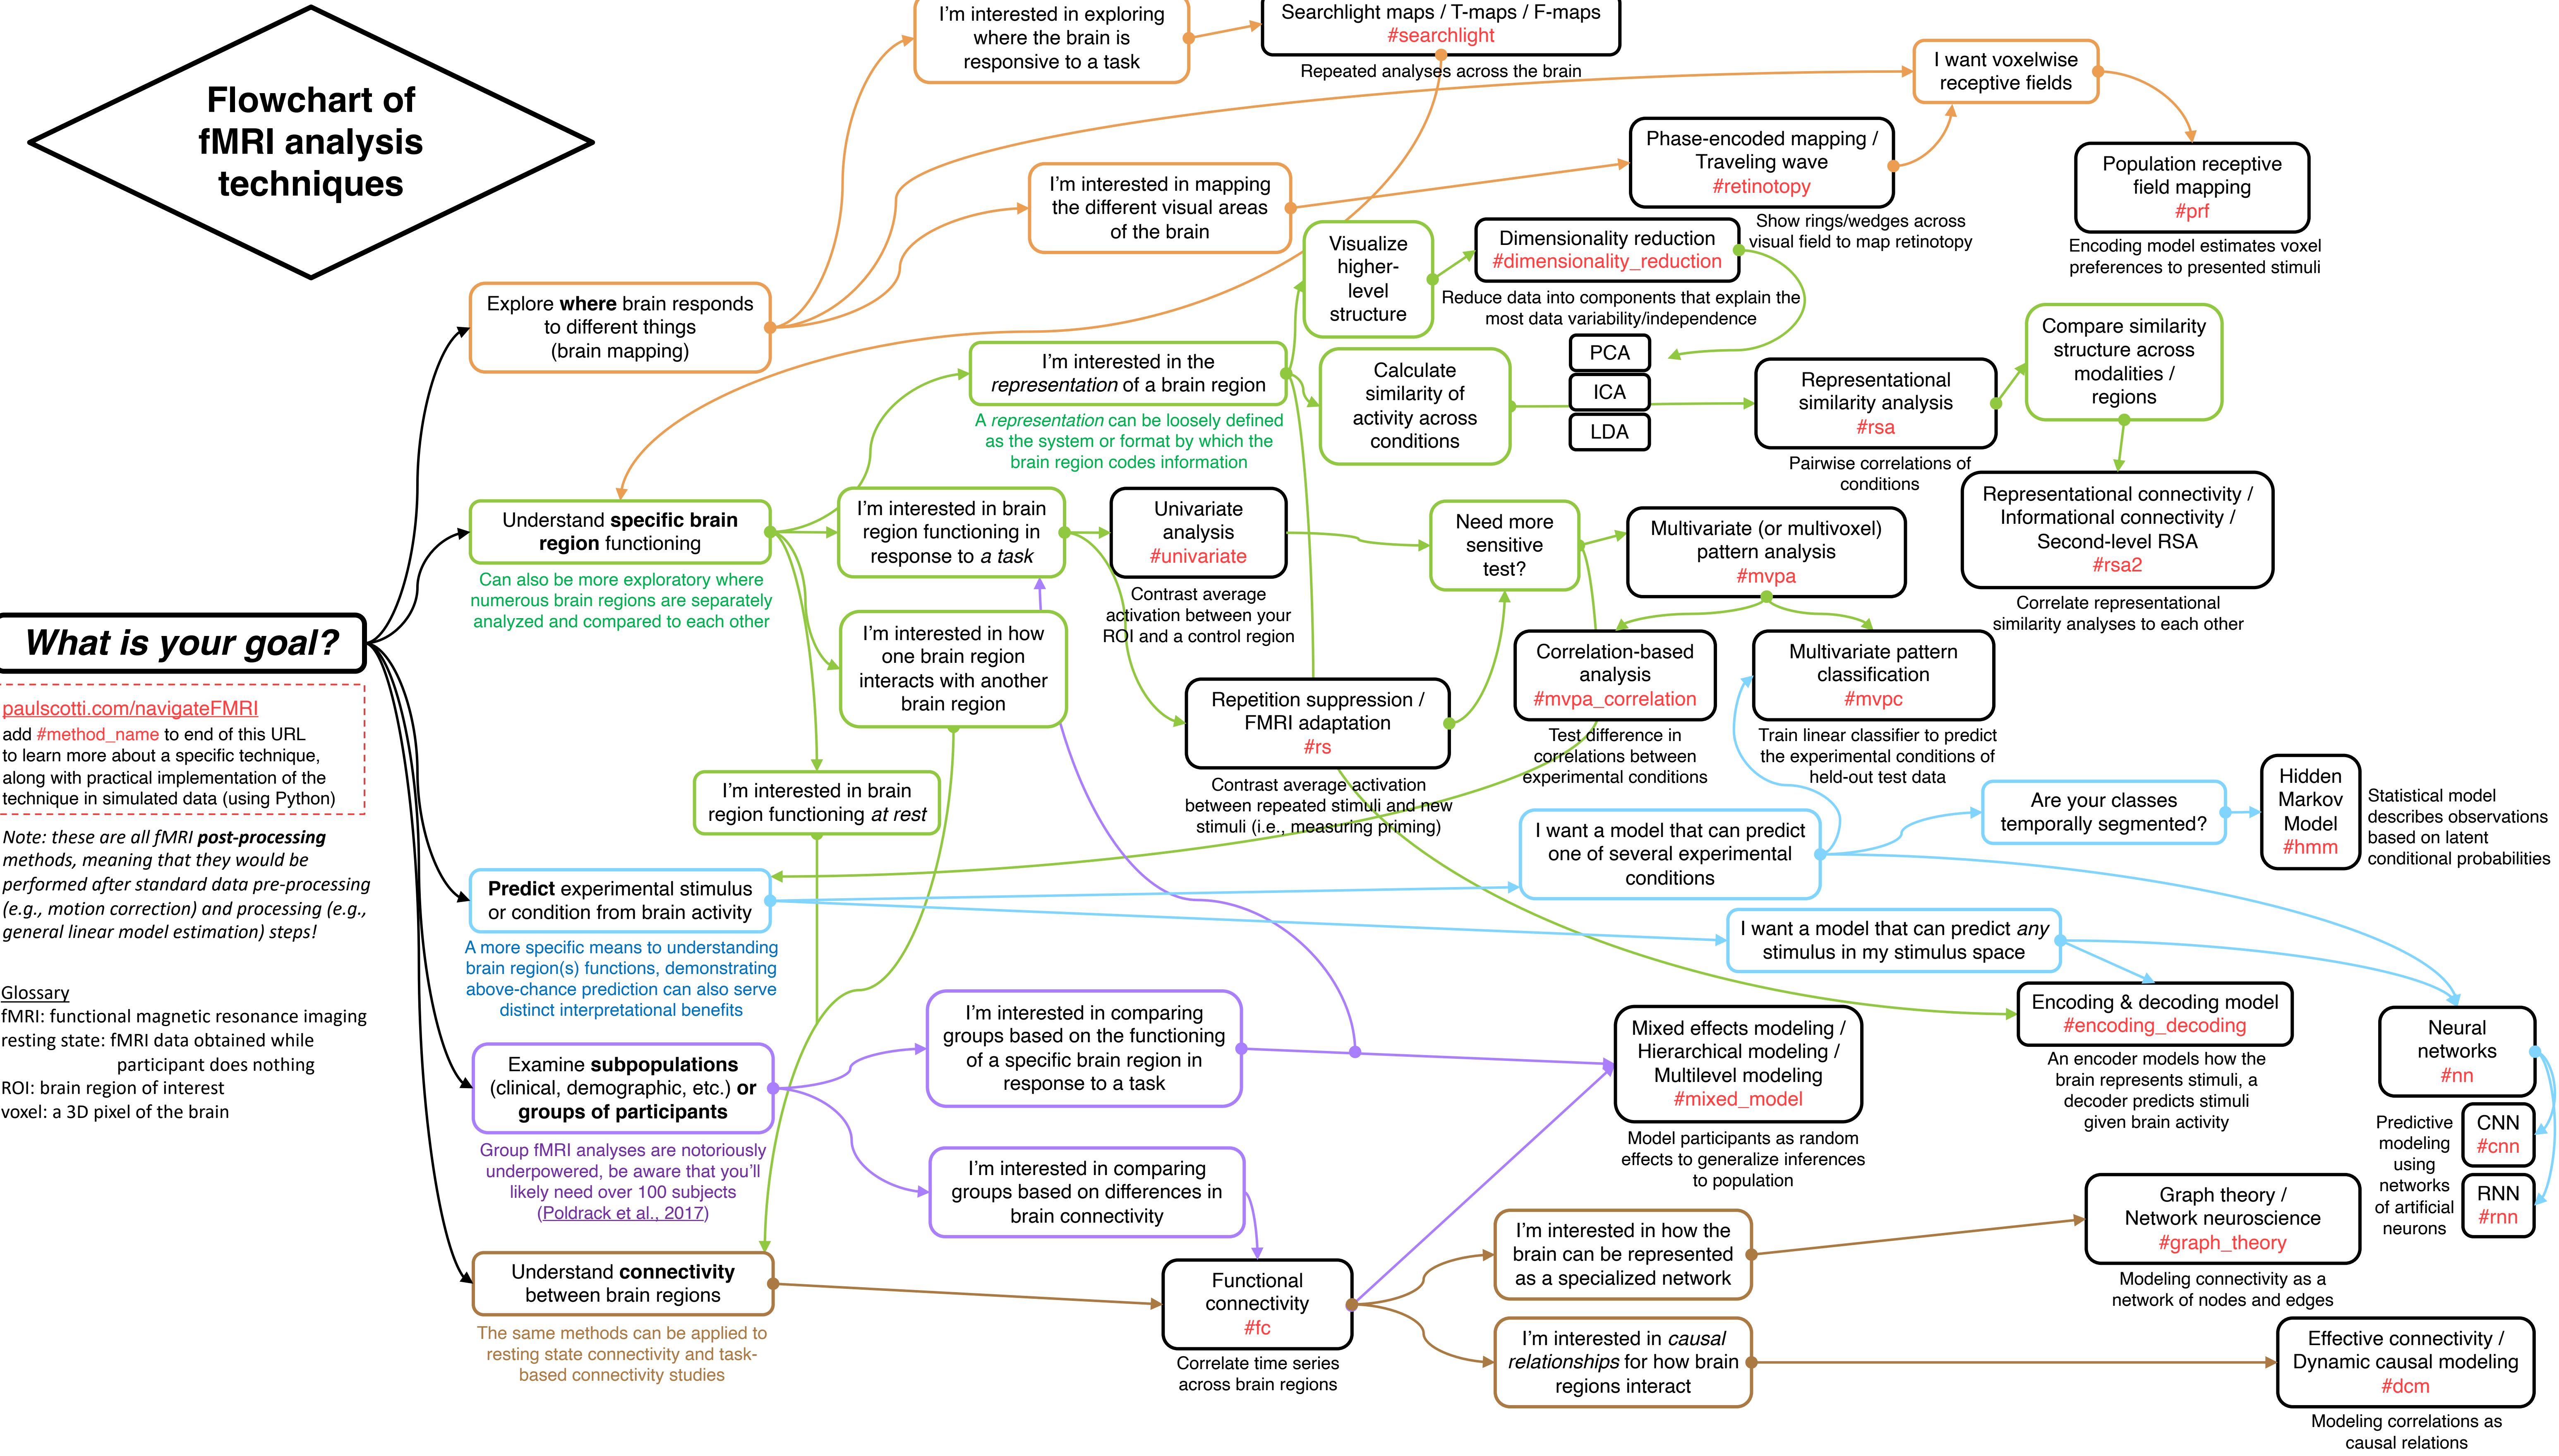 Flowchart of
fMRI analysis
techniques
What is your goal?
paulscotti.com/navigateFMRI
add #method_name to end of this URL
to learn more about a specific technique,
along with practical implementation of the
technique in simulated data (using Python)
Note: these are all fMRI post-processing
methods, meaning that they would be
performed after standard data pre-processing
(e.g., motion correction) and processing (e.g.,
general linear model estimation) steps!
Glossary
fMRI: functional magnetic resonance imaging
resting state: fMRI data obtained while
participant does nothing
ROI: brain region of interest
voxel: a 3D pixel of the brain
Explore where brain responds
to different things
(brain mapping)
I'm interested in exploring
where the brain is
responsive to a task
Searchlight maps / T-maps / F-maps
#searchlight
Repeated analyses across the brain
I'm interested in mapping
the different visual areas
of the brain
Phase-encoded mapping /
Traveling wave
#retinotopy
Show rings/wedges across
visual field to map retinotopy
I want voxelwise
receptive fields
Population receptive
field mapping
#prf
Encoding model estimates voxel
preferences to presented stimuli
Understand specific brain
region functioning
Can also be more exploratory where
numerous brain regions are separately
analyzed and compared to each other
I'm interested in the
representation of a brain region
A representation can be loosely defined
as the system or format by which the
brain region codes information
Visualize
higher-
level
structure
Dimensionality reduction
#dimensionality_reduction
Reduce data into components that explain the
most data variability/independence
PCA
ICA
LDA
Calculate
similarity of
activity across
conditions
Representational
similarity analysis
#rsa
Pairwise correlations of
conditions
Compare similarity
structure across
modalities /
regions
Representational connectivity /
Informational connectivity /
Second-level RSA
#rsa2
Correlate representational
similarity analyses to each other
I'm interested in brain
region functioning in
response to a task
Univariate
analysis
#univariate
Contrast average
activation between your
ROI and a control region
Need more
sensitive
test?
Multivariate (or multivoxel)
pattern analysis
#mvpa
Correlation-based
analysis
#mvpa_correlation
Test difference in
correlations between
experimental conditions
Multivariate pattern
classification
#mvpc
Train linear classifier to predict
the experimental conditions of
held-out test data
I'm interested in how
one brain region
interacts with another
brain region
Repetition suppression /
FMRI adaptation
#rs
Contrast average activation
between repeated stimuli and new
stimuli (i.e., measuring priming)
I'm interested in brain
region functioning at rest
Predict experimental stimulus
or condition from brain activity
A more specific means to understanding
brain region(s) functions, demonstrating
above-chance prediction can also serve
distinct interpretational benefits
I want a model that can predict
one of several experimental
conditions
Are your classes
temporally segmented?
Hidden
Markov
Model
#hmm
Statistical model
describes observations
based on latent
conditional probabilities
I want a model that can predict any
stimulus in my stimulus space
Encoding & decoding model
#encoding_decoding
An encoder models how the
brain represents stimuli, a
decoder predicts stimuli
given brain activity
Neural
networks
#nn
Predictive
modeling
using
networks
of artificial
neurons
CNN
#cnn
RNN
#rnn
Examine subpopulations
(clinical, demographic, etc.) or
groups of participants
Group fMRI analyses are notoriously
underpowered, be aware that you'll
likely need over 100 subjects
(Poldrack et al., 2017)
I'm interested in comparing
groups based on the functioning
of a specific brain region in
response to a task
Mixed effects modeling /
Hierarchical modeling /
Multilevel modeling
#mixed_model
Model participants as random
effects to generalize inferences
to population
I'm interested in comparing
groups based on differences in
brain connectivity
Understand connectivity
between brain regions
The same methods can be applied to
resting state connectivity and task-
based connectivity studies
Functional
connectivity
#fc
Correlate time series
across brain regions
I'm interested in how the
brain can be represented
as a specialized network
Graph theory /
Network neuroscience
#graph_theory
Modeling connectivity as a
network of nodes and edges
I'm interested in causal
relationships for how brain
regions interact
Effective connectivity /
Dynamic causal modeling
#dcm
Modeling correlations as
causal relations